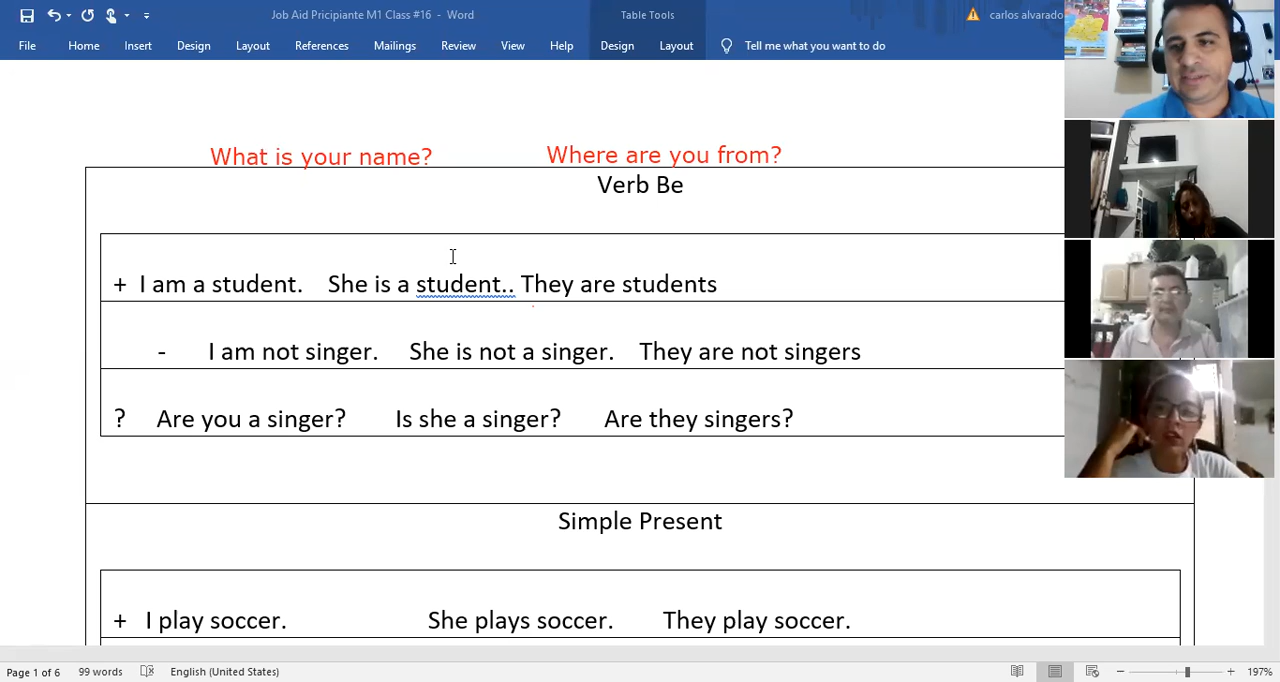 Job Aid Pricipiante M1 Class #16 - Word
Table Tools
carlos alvarado
File Home Insert Design Layout References Mailings Review View Help Design Layout Tell me what you want to do
What is your name? Where are you from?
Verb Be
+ I am a student. She is a student.. They are students
- I am not singer. She is not a singer. They are not singers
? Are you a singer? Is she a singer? Are they singers?
Simple Present
+ I play soccer. She plays soccer. They play soccer.
Page 1 of 6 99 words English (United States) 197%